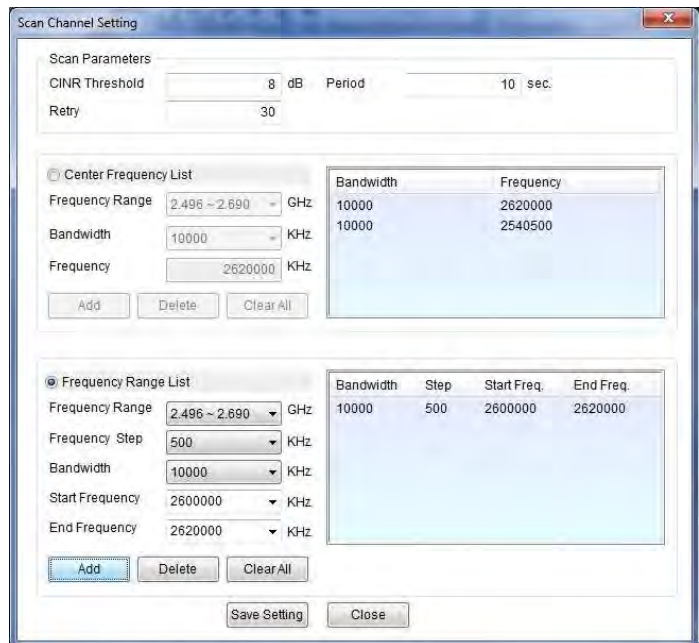 Scan Channel Setting
Scan Parameters
CINR Threshold 8 dB Period 10 sec.
Retry 30
Center Frequency List
Frequency Range 2.496 ~ 2.690 GHz
Bandwidth 10000 KHz
Frequency 2620000 KHz
Add Delete Clear All
Bandwidth Frequency
10000 2620000
10000 2540500
Frequency Range List
Frequency Range 2.496 ~ 2.690 GHz
Frequency Step 500 KHz
Bandwidth 10000 KHz
Start Frequency 2600000 KHz
End Frequency 2620000 KHz
Add Delete Clear All
Bandwidth Step Start Freq. End Freq.
10000 500 2600000 2620000
Save Setting Close